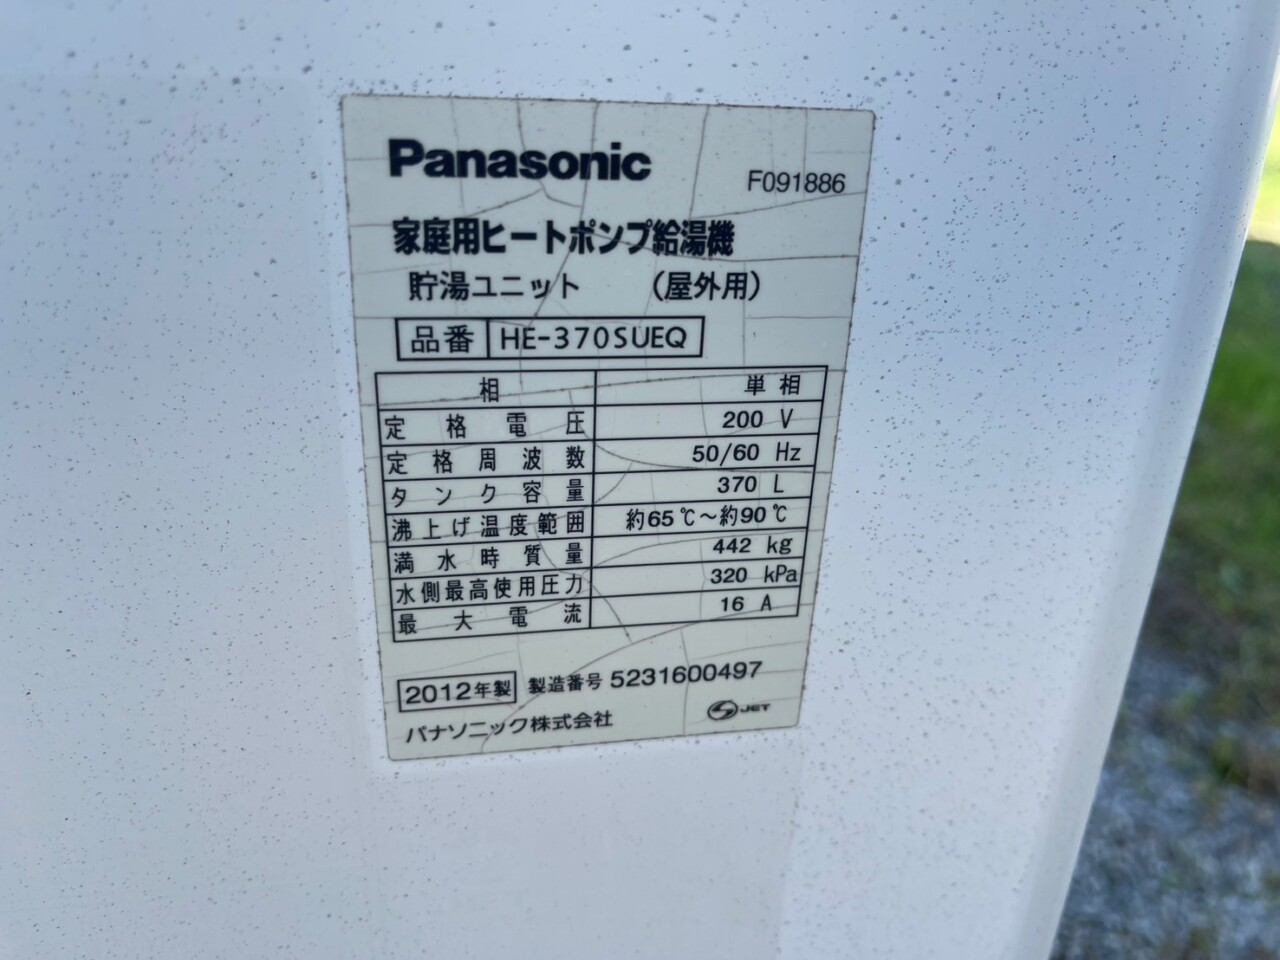 Panasonic
F091886
家庭用ヒートポンプ給湯機
貯湯ユニット (屋外用)
品番 HE-370SUEQ
相 単相
定格電圧 200 V
定格周波数 50/60 Hz
タンク容量 370 L
沸上げ温度範囲 約65℃～約90℃
満水時質量 442 kg
水側最高使用圧力 320 kPa
最大電流 16 A
2012年製 製造番号 5231600497
パナソニック株式会社
JET